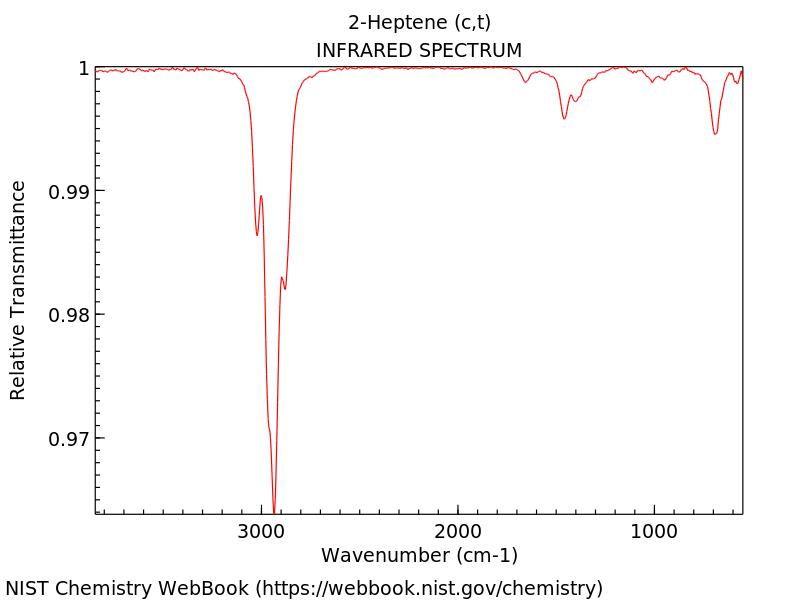 2-Heptene (c,t)
INFRARED SPECTRUM
1
0.99
0.98
0.97
Relative Transmittance
3000 2000 1000
Wavenumber (cm-1)
NIST Chemistry WebBook (https://webbook.nist.gov/chemistry)